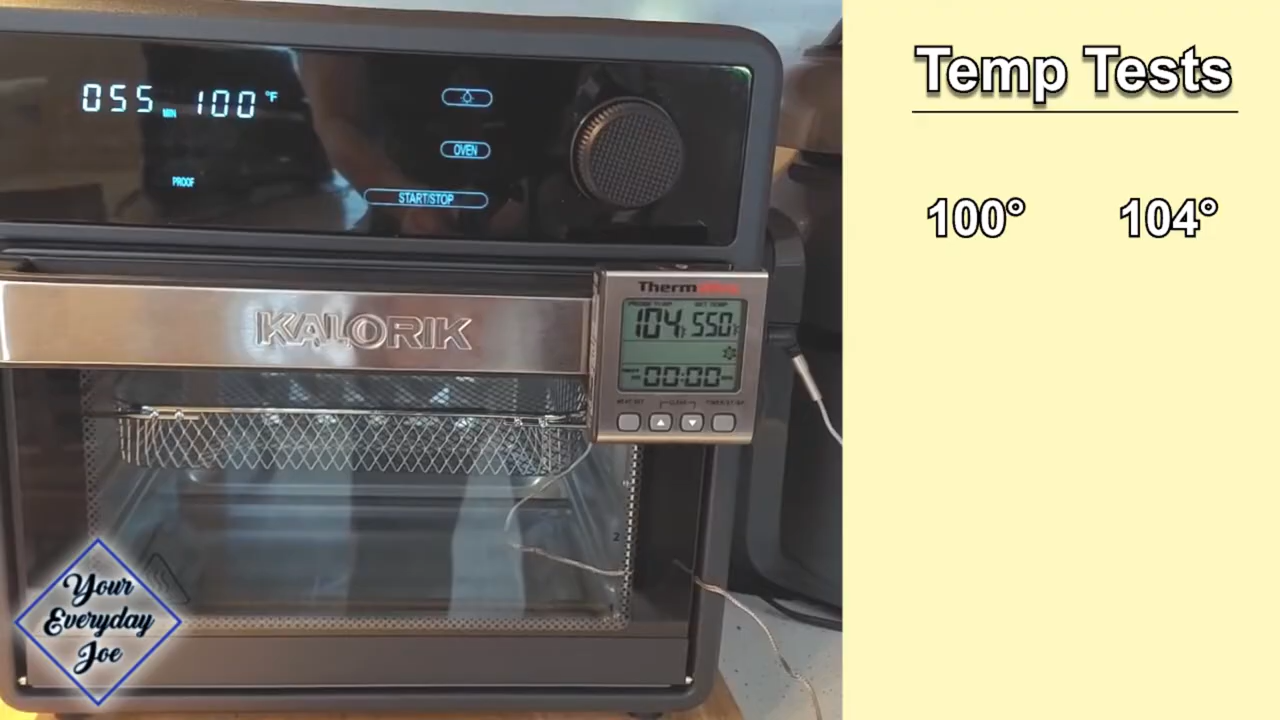 055 MIN 100 °F
OVEN
PROOF
START/STOP
KALORIK
Therm
104°F 550°F
00:00
2
Your
Everyday
Joe
Temp Tests
100° 104°